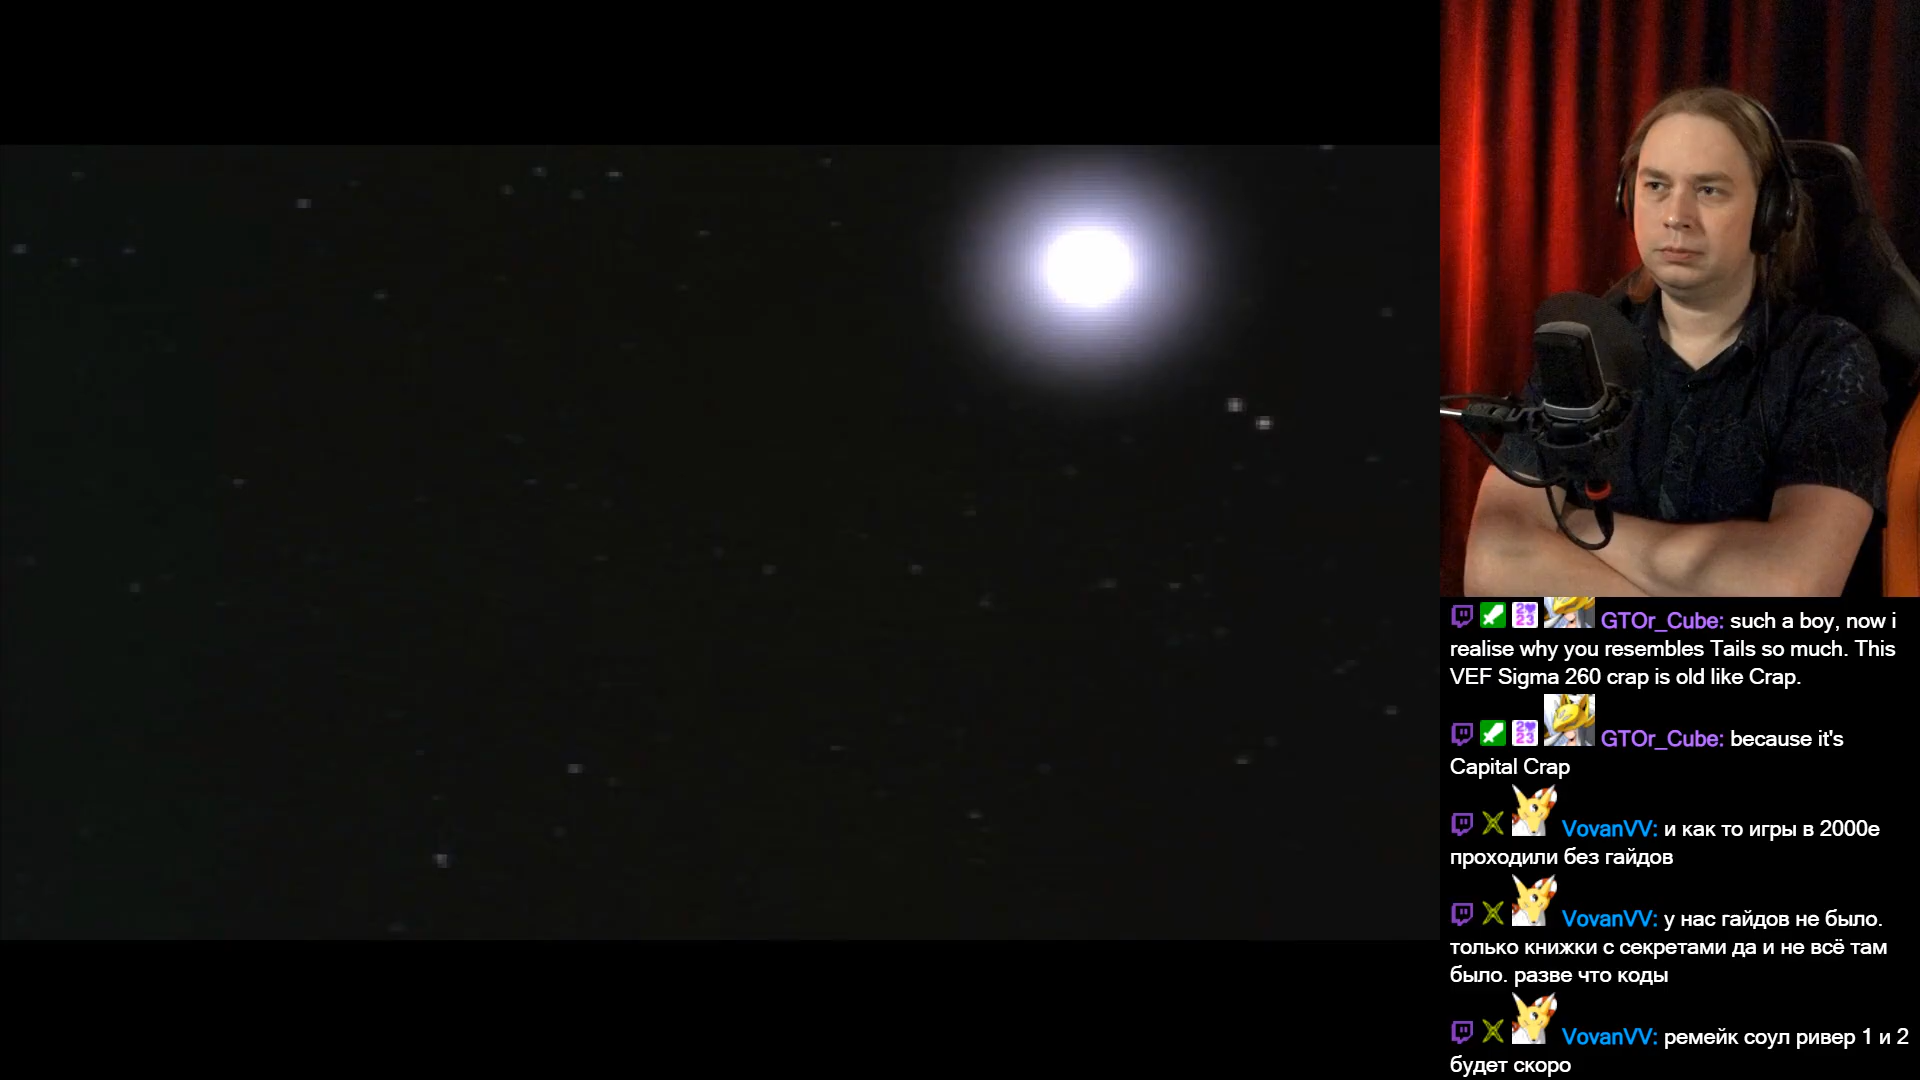 GTOr_Cube: such a boy, now i
realise why you resembles Tails so much. This
VEF Sigma 260 crap is old like Crap.
GTOr_Cube: because it's
Capital Crap
VovanVV: и как то игры в 2000е
проходили без гайдов
VovanVV: у нас гайдов не было.
только книжки с секретами да и не всё там
было. разве что коды
VovanVV: ремейк соул ривер 1 и 2
будет скоро